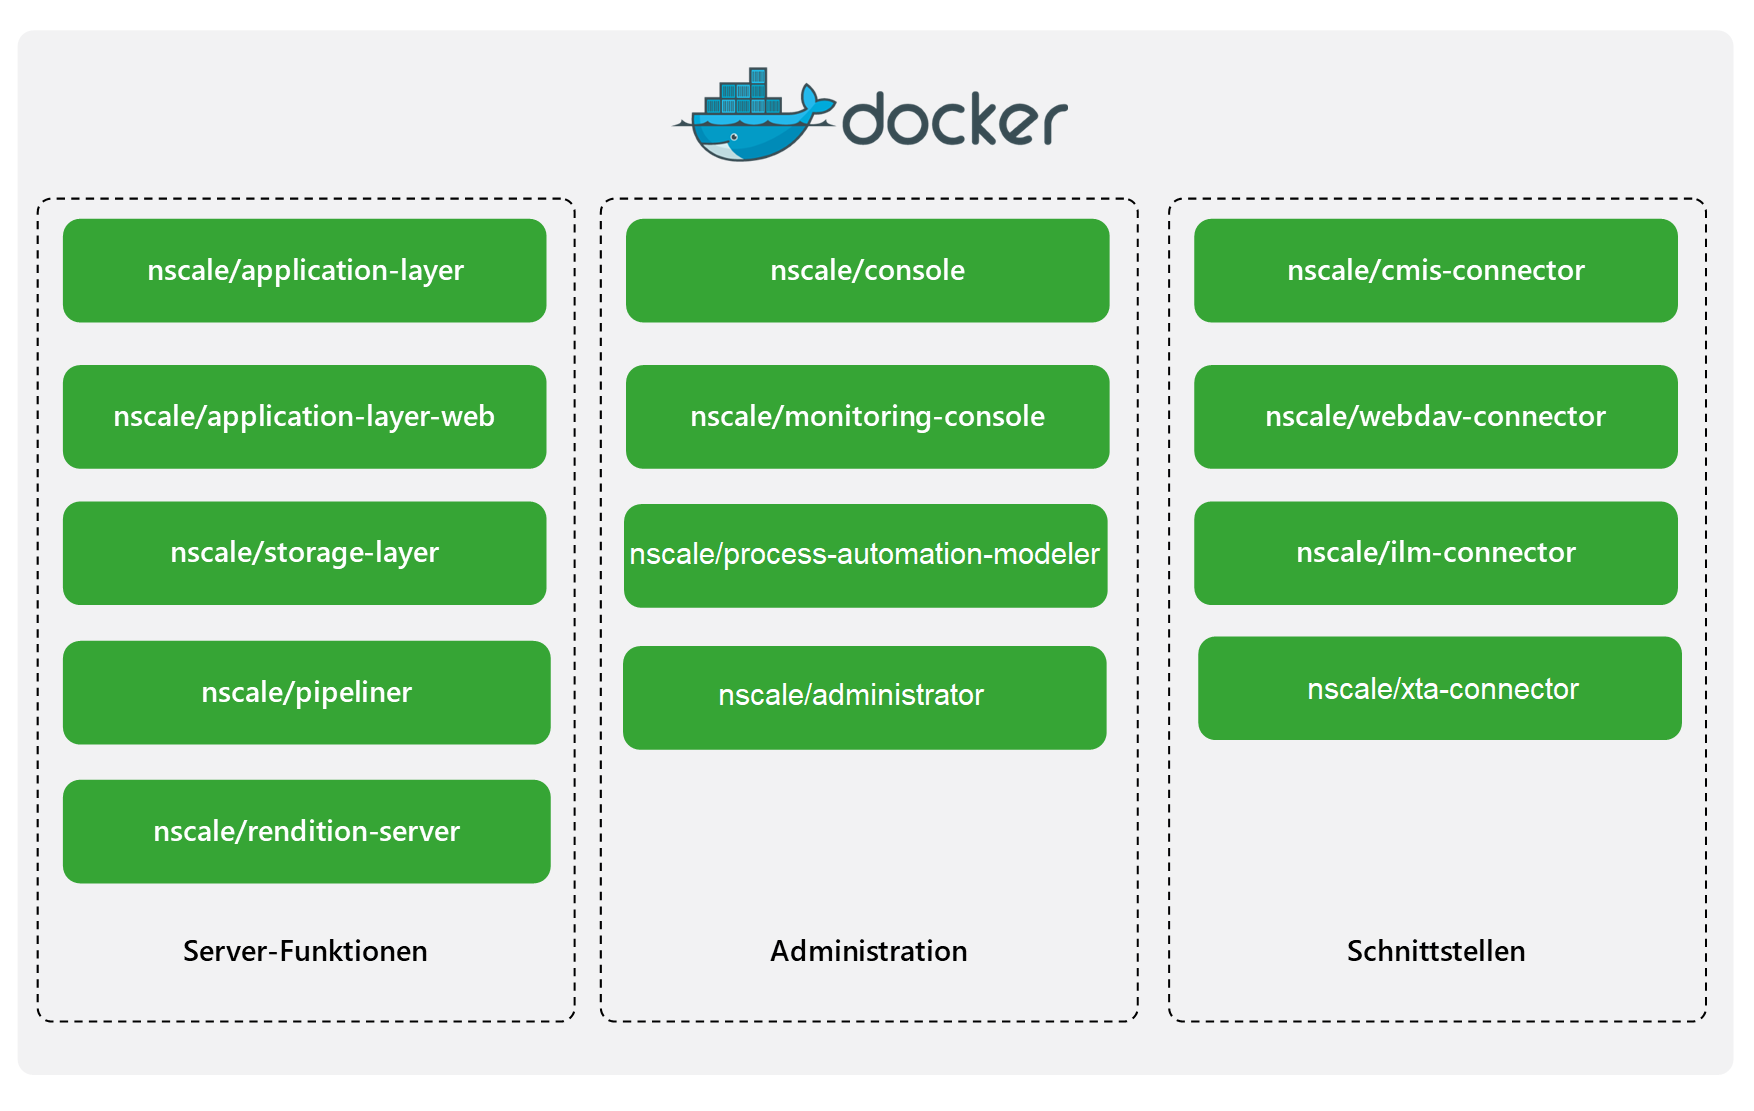 docker
nscale/application-layer
nscale/application-layer-web
nscale/storage-layer
nscale/pipeliner
nscale/rendition-server
Server-Funktionen
nscale/console
nscale/monitoring-console
nscale/process-automation-modeler
nscale/administrator
Administration
nscale/cmis-connector
nscale/webdav-connector
nscale/ilm-connector
nscale/xta-connector
Schnittstellen